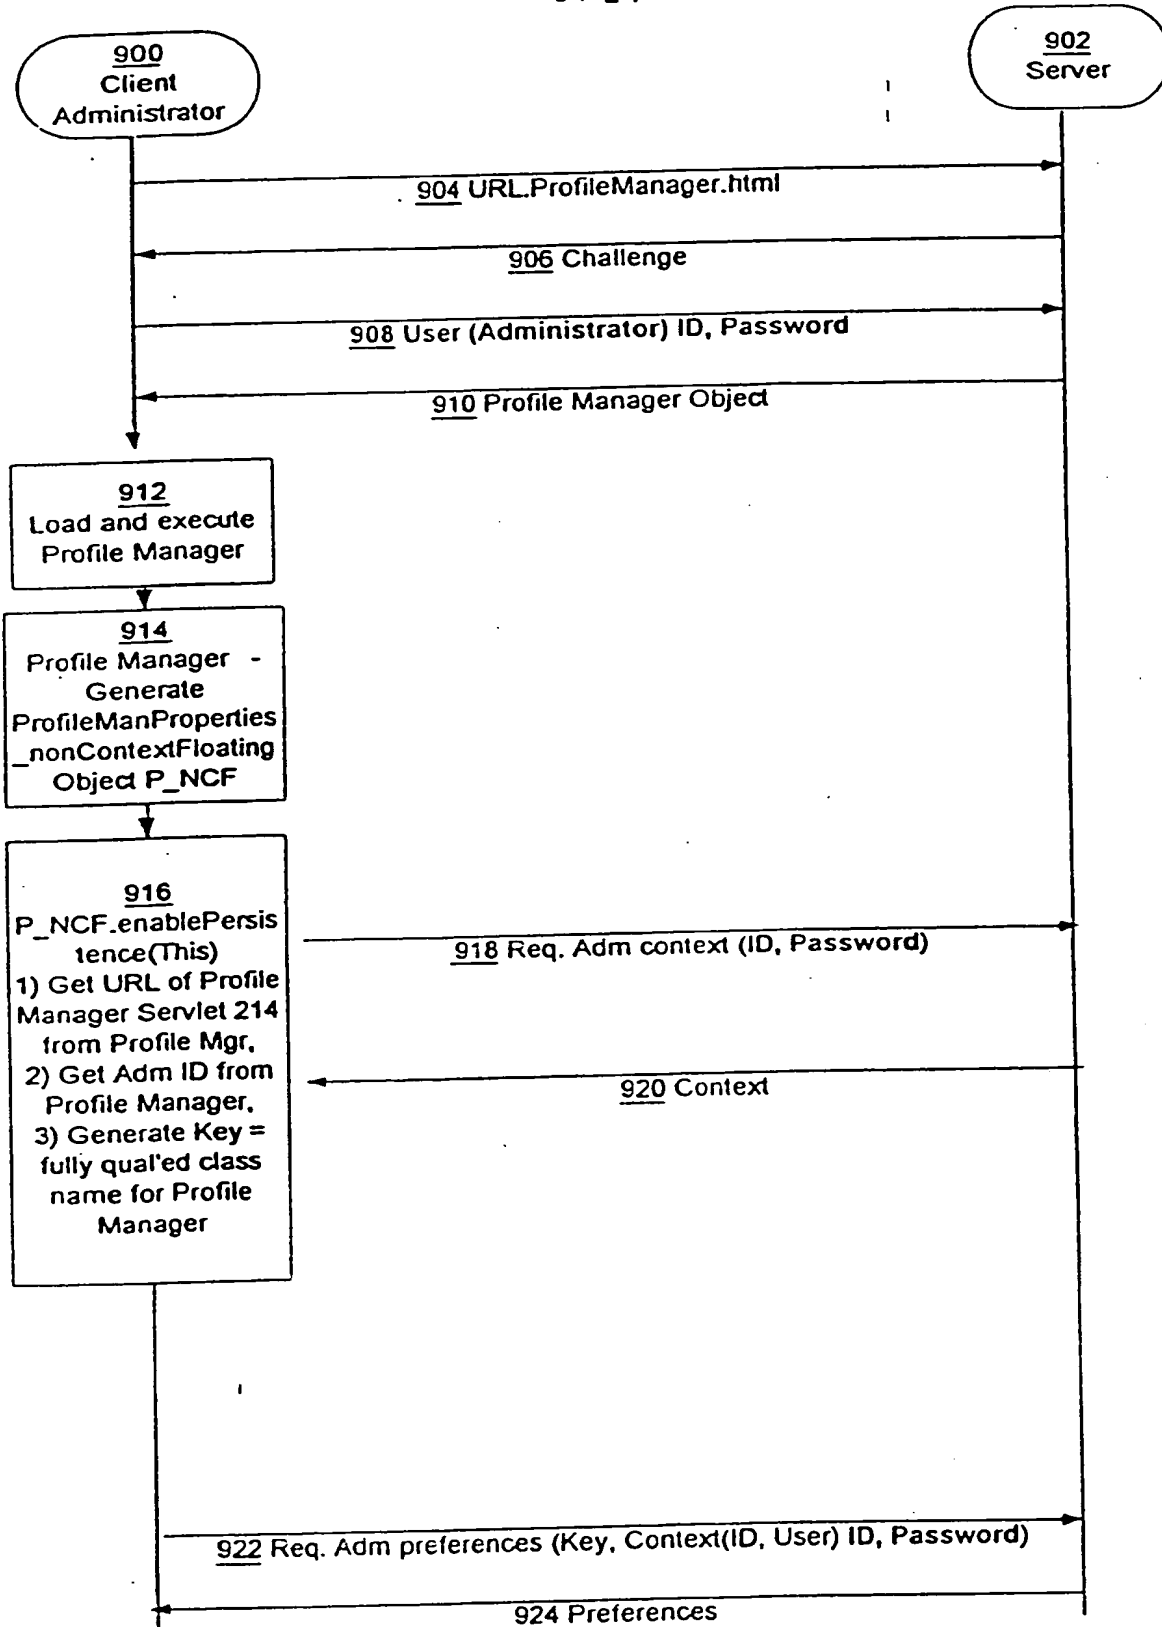 900
Client
Administrator
902
Server
904 URL.ProfileManager.html
906 Challenge
908 User (Administrator) ID, Password
910 Profile Manager Object
912
Load and execute
Profile Manager
914
Profile Manager -
Generate
ProfileManProperties
_nonContextFloating
Object P_NCF
916
P_NCF.enablePersis
tence(This)
1) Get URL of Profile
Manager Servlet 214
from Profile Mgr,
2) Get Adm ID from
Profile Manager,
3) Generate Key =
fully qual'ed class
name for Profile
Manager
918 Req. Adm context (ID, Password)
920 Context
922 Req. Adm preferences (Key, Context(ID, User) ID, Password)
924 Preferences